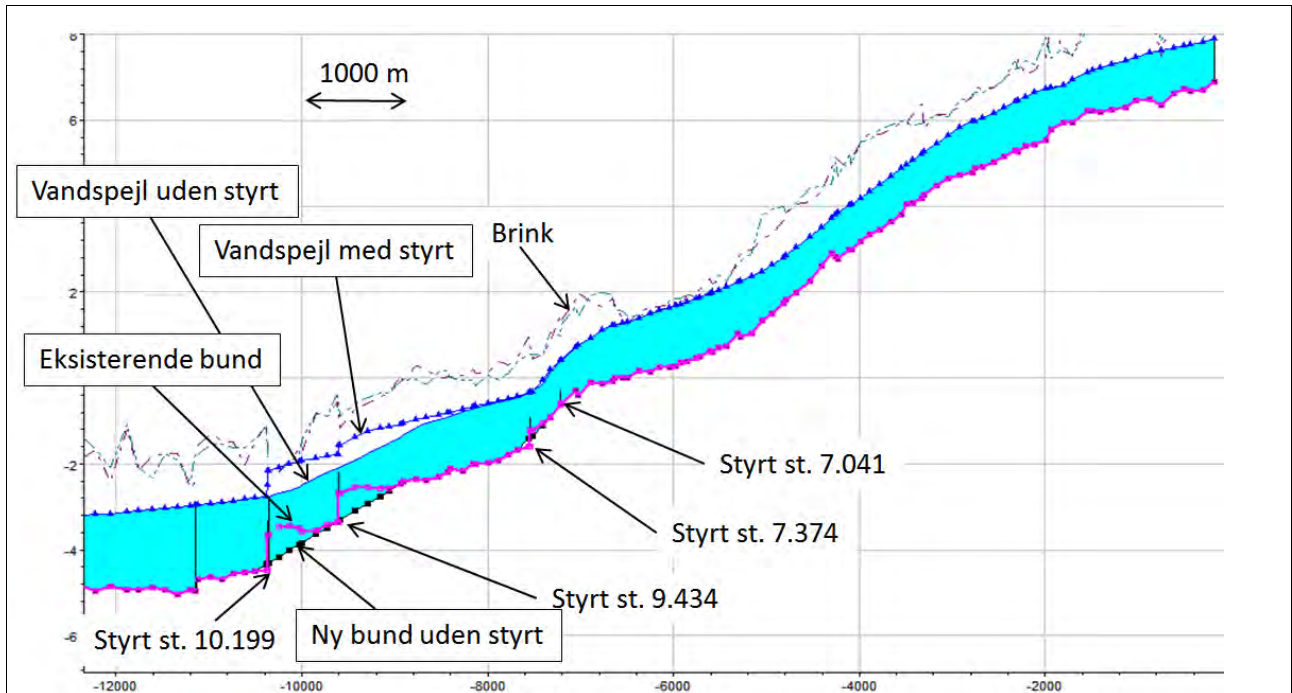 8
1000 m
6
Vandspejl uden styrt
Vandspejl med styrt
Brink
2
Eksisterende bund
-2
Styrt st. 7.041
Styrt st. 7.374
-4
Styrt st. 9.434
Styrt st. 10.199
Ny bund uden styrt
-6
-12000
-10000
-8000
-6000
-4000
-2000